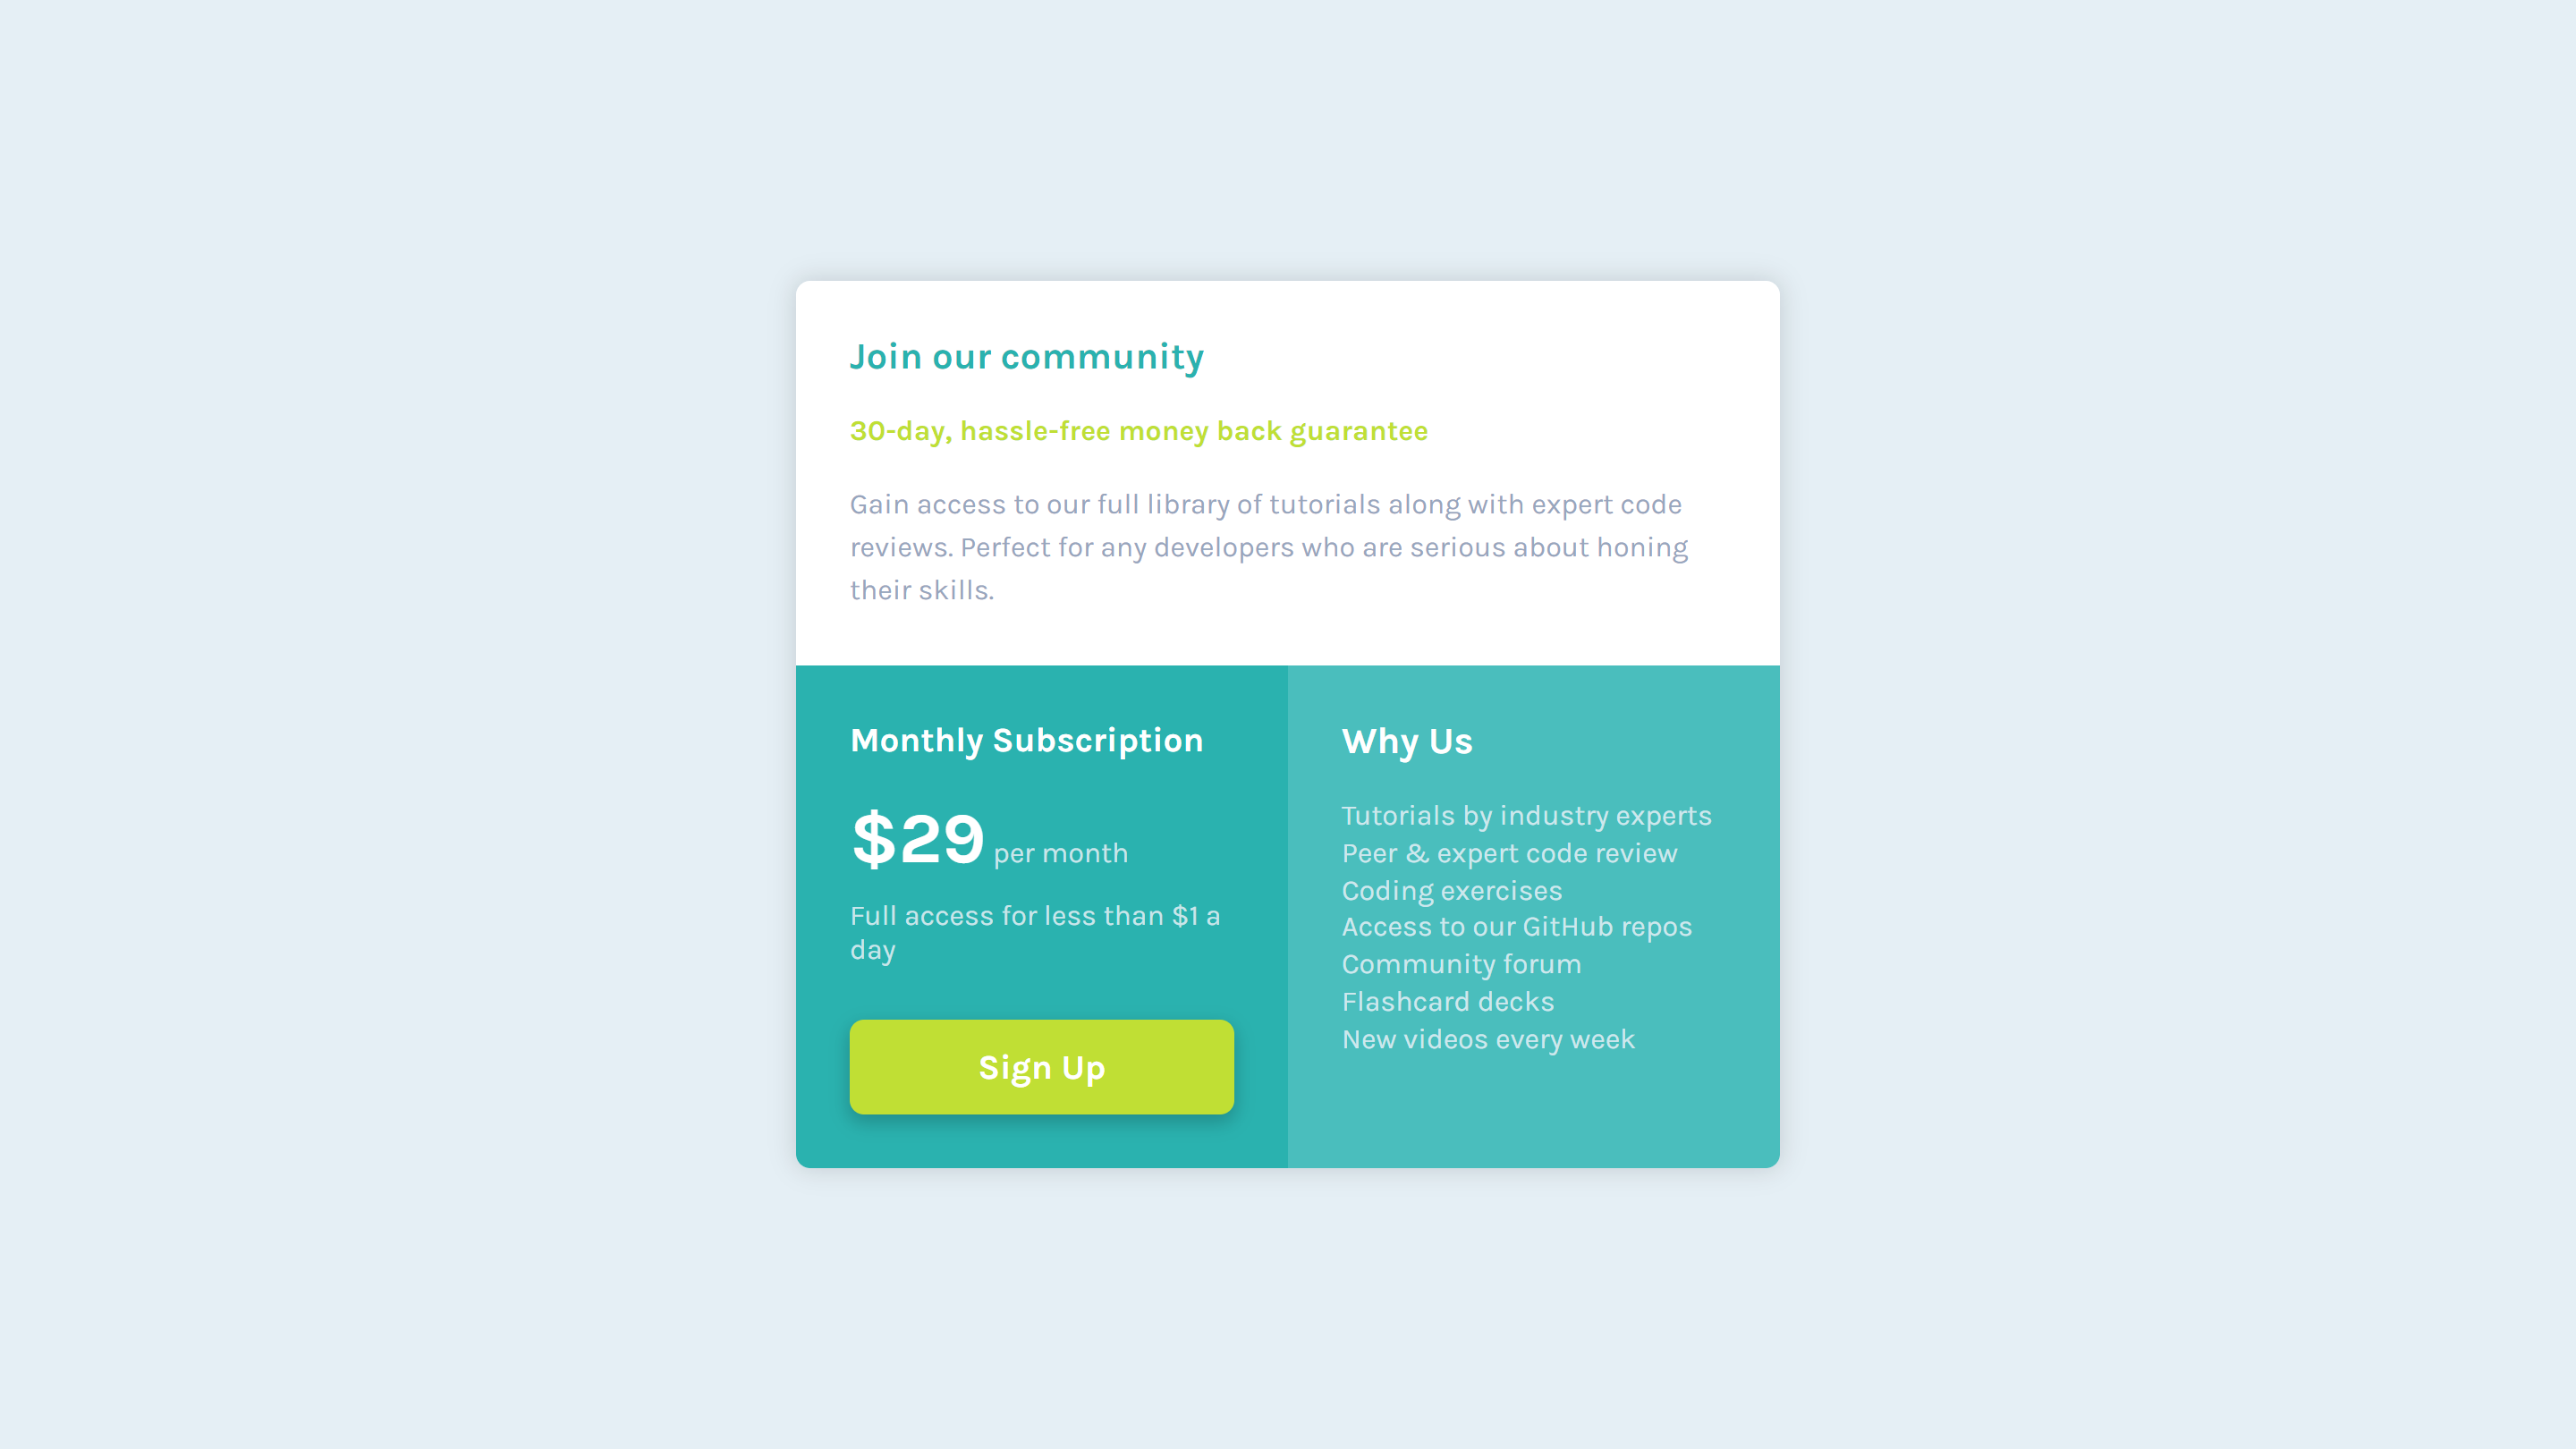 Join our community
30-day, hassle-free money back guarantee
Gain access to our full library of tutorials along with expert code
reviews. Perfect for any developers who are serious about honing
their skills.
Monthly Subscription
$29 per month
Full access for less than $1 a
day
Sign Up
Why Us
Tutorials by industry experts
Peer & expert code review
Coding exercises
Access to our GitHub repos
Community forum
Flashcard decks
New videos every week